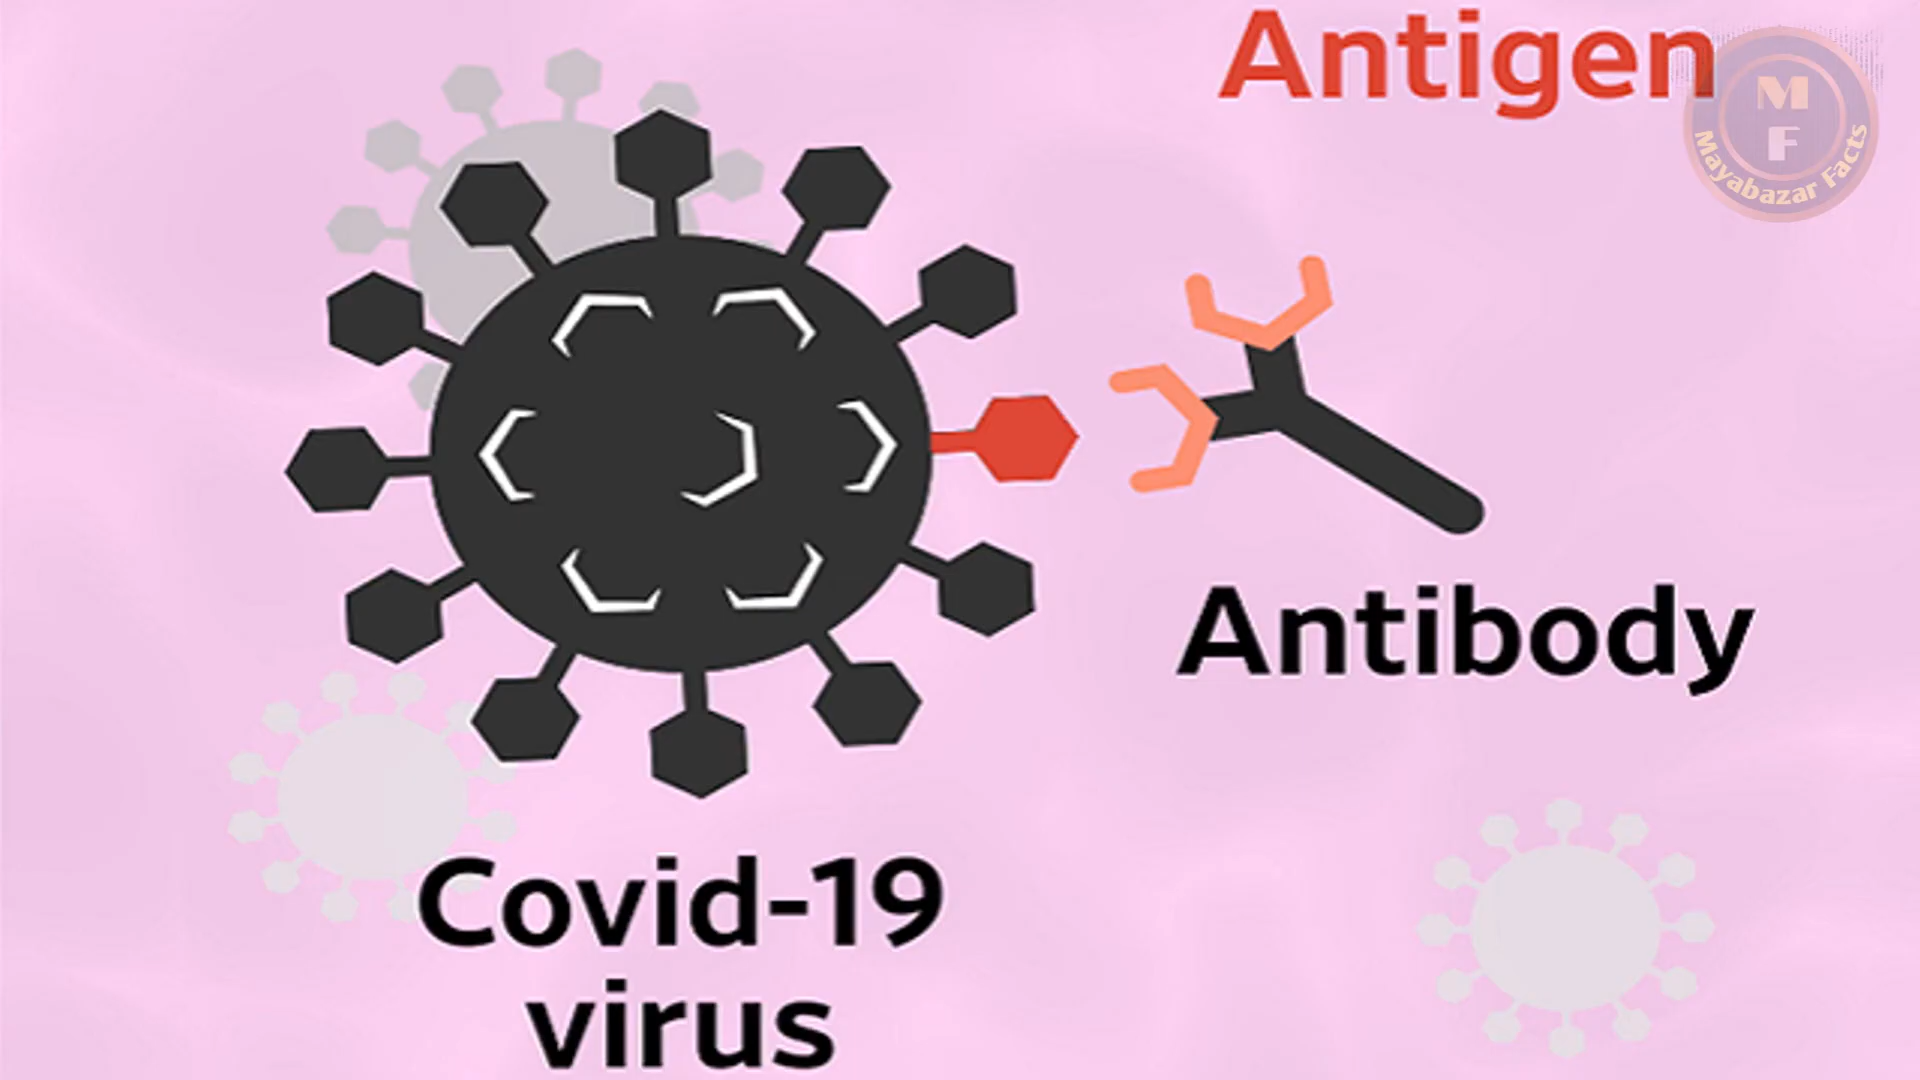 Antigen
M
F
Mayabazar Facts
Antibody
Covid-19
virus